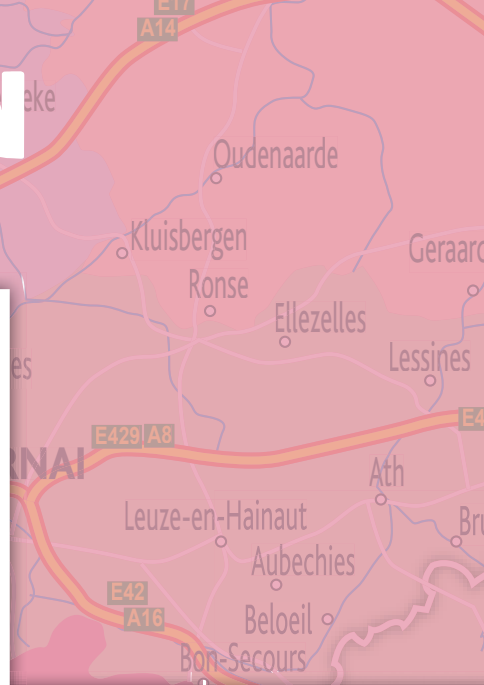 E17
A14
eke
Oudenaarde
Kluisbergen
Geraard
Ronse
Ellezelles
Lessines
es
E4
E429 A8
RNAI
Ath
Leuze-en-Hainaut
Bru
Aubechies
E42
A16
Beloeil
Bon-Secours